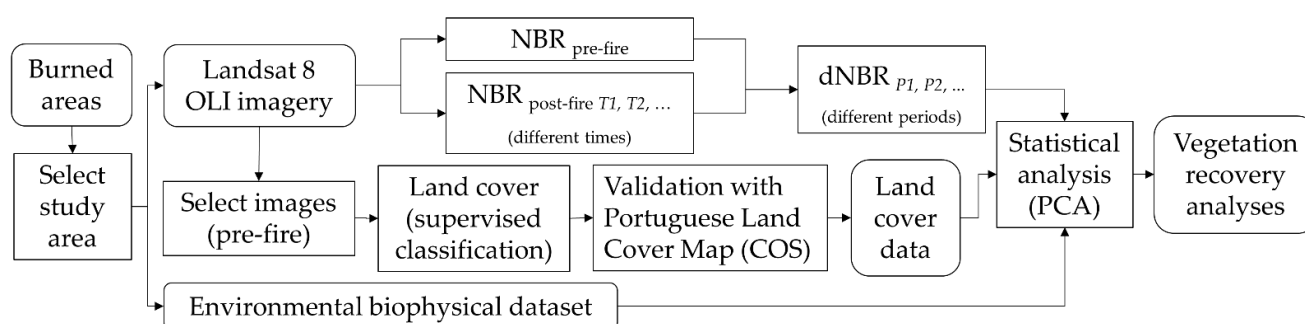 Burned
areas
Select
study
area
Landsat 8
OLI imagery
NBR pre-fire
NBR post-fire T1, T2, …
(different times)
dNBR P1, P2, ...
(different periods)
Select images
(pre-fire)
Land cover
(supervised
classification)
Validation with
Portuguese Land
Cover Map (COS)
Land
cover
data
Environmental biophysical dataset
Statistical
analysis
(PCA)
Vegetation
recovery
analyses